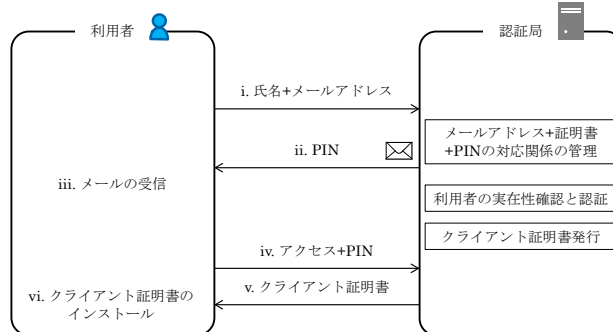 利用者
認証局
i. 氏名+メールアドレス
メールアドレス+証明書
+PINの対応関係の管理
ii. PIN
iii. メールの受信
利用者の実在性確認と認証
クライアント証明書発行
iv. アクセス+PIN
v. クライアント証明書
vi. クライアント証明書の
インストール